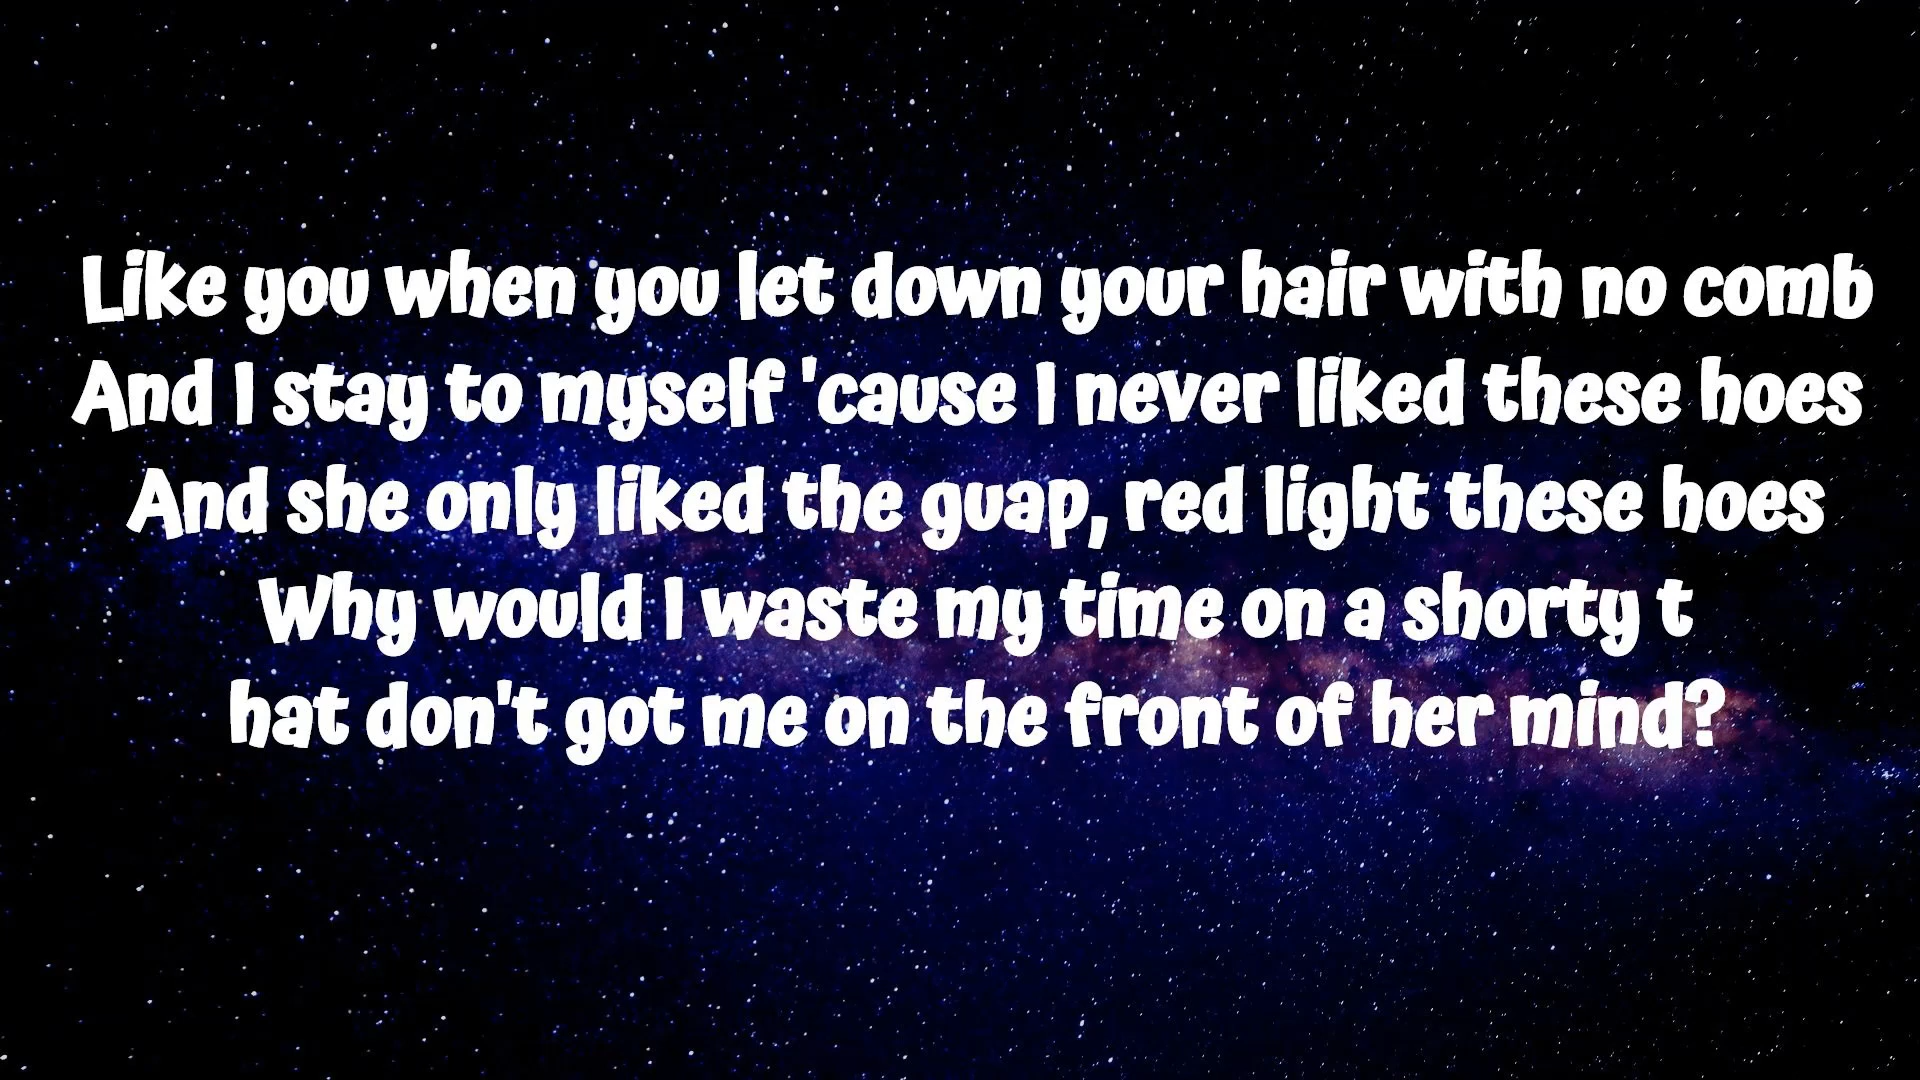 Like you when you let down your hair with no comb
And I stay to myself 'cause I never liked these hoes
And she only liked the guap, red light these hoes
Why would I waste my time on a shorty t
hat don't got me on the front of her mind?